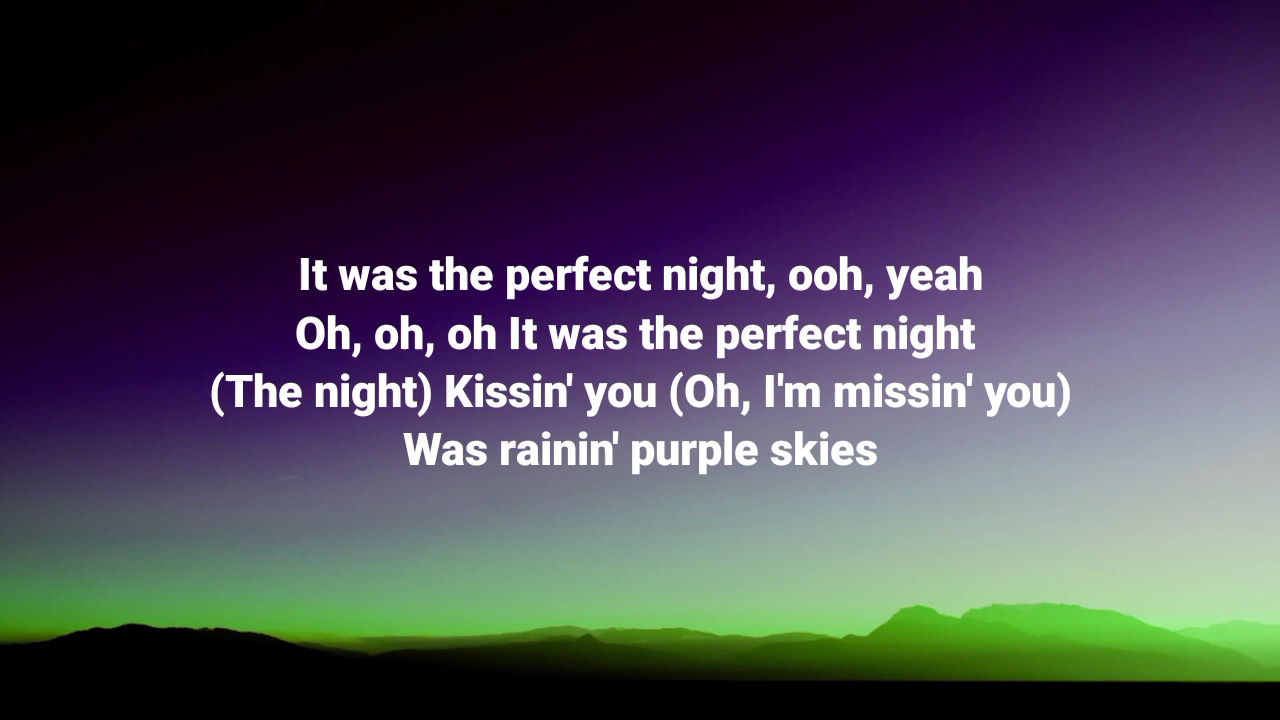 It was the perfect night, ooh, yeah
Oh, oh, oh It was the perfect night
(The night) Kissin' you (Oh, I'm missin' you)
Was rainin' purple skies